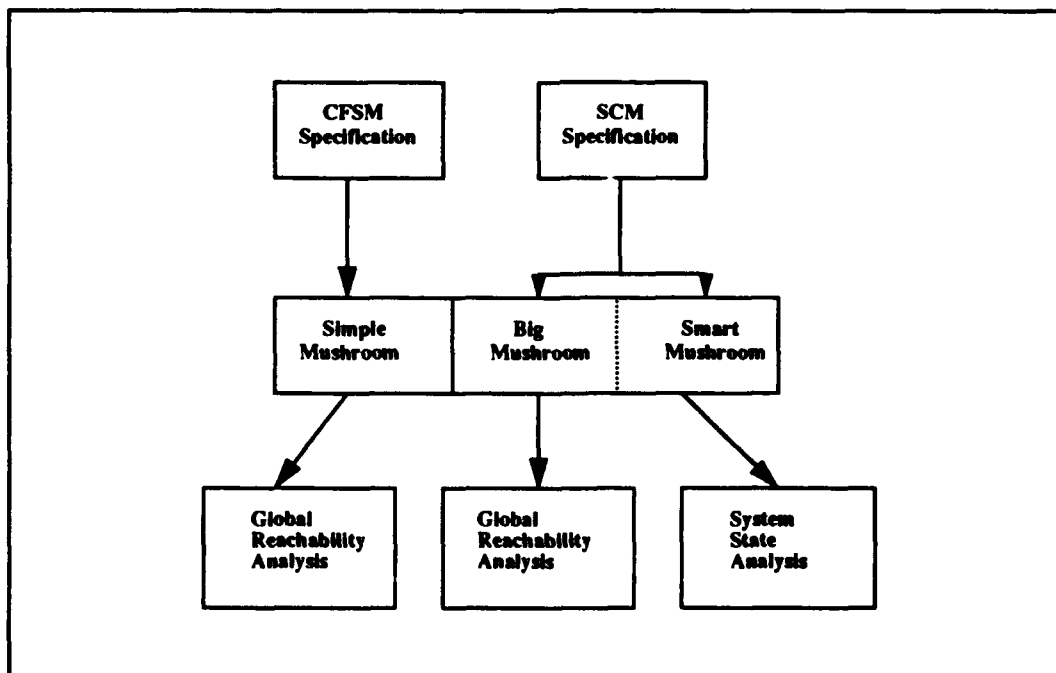 CFSM
Specification
SCM
Specification
Simple
Mushroom
Big
Mushroom
Smart
Mushroom
Global
Reachability
Analysis
Global
Reachability
Analysis
System
State
Analysis